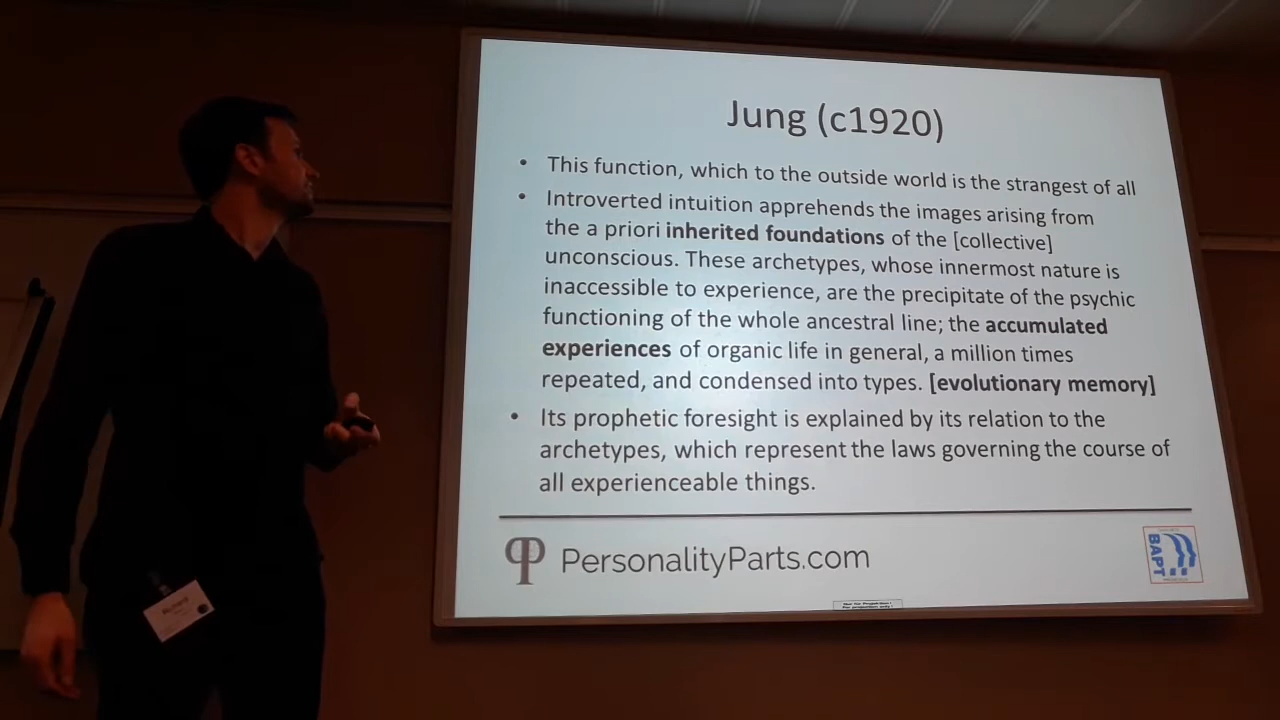 Jung (c1920)
• This function, which to the outside world is the strangest of all
• Introverted intuition apprehends the images arising from
the a priori inherited foundations of the [collective]
unconscious. These archetypes, whose innermost nature is
inaccessible to experience, are the precipitate of the psychic
functioning of the whole ancestral line; the accumulated
experiences of organic life in general, a million times
repeated, and condensed into types. [evolutionary memory]
• Its prophetic foresight is explained by its relation to the
archetypes, which represent the laws governing the course of
all experienceable things.
PersonalityParts.com
BAPT
Richard